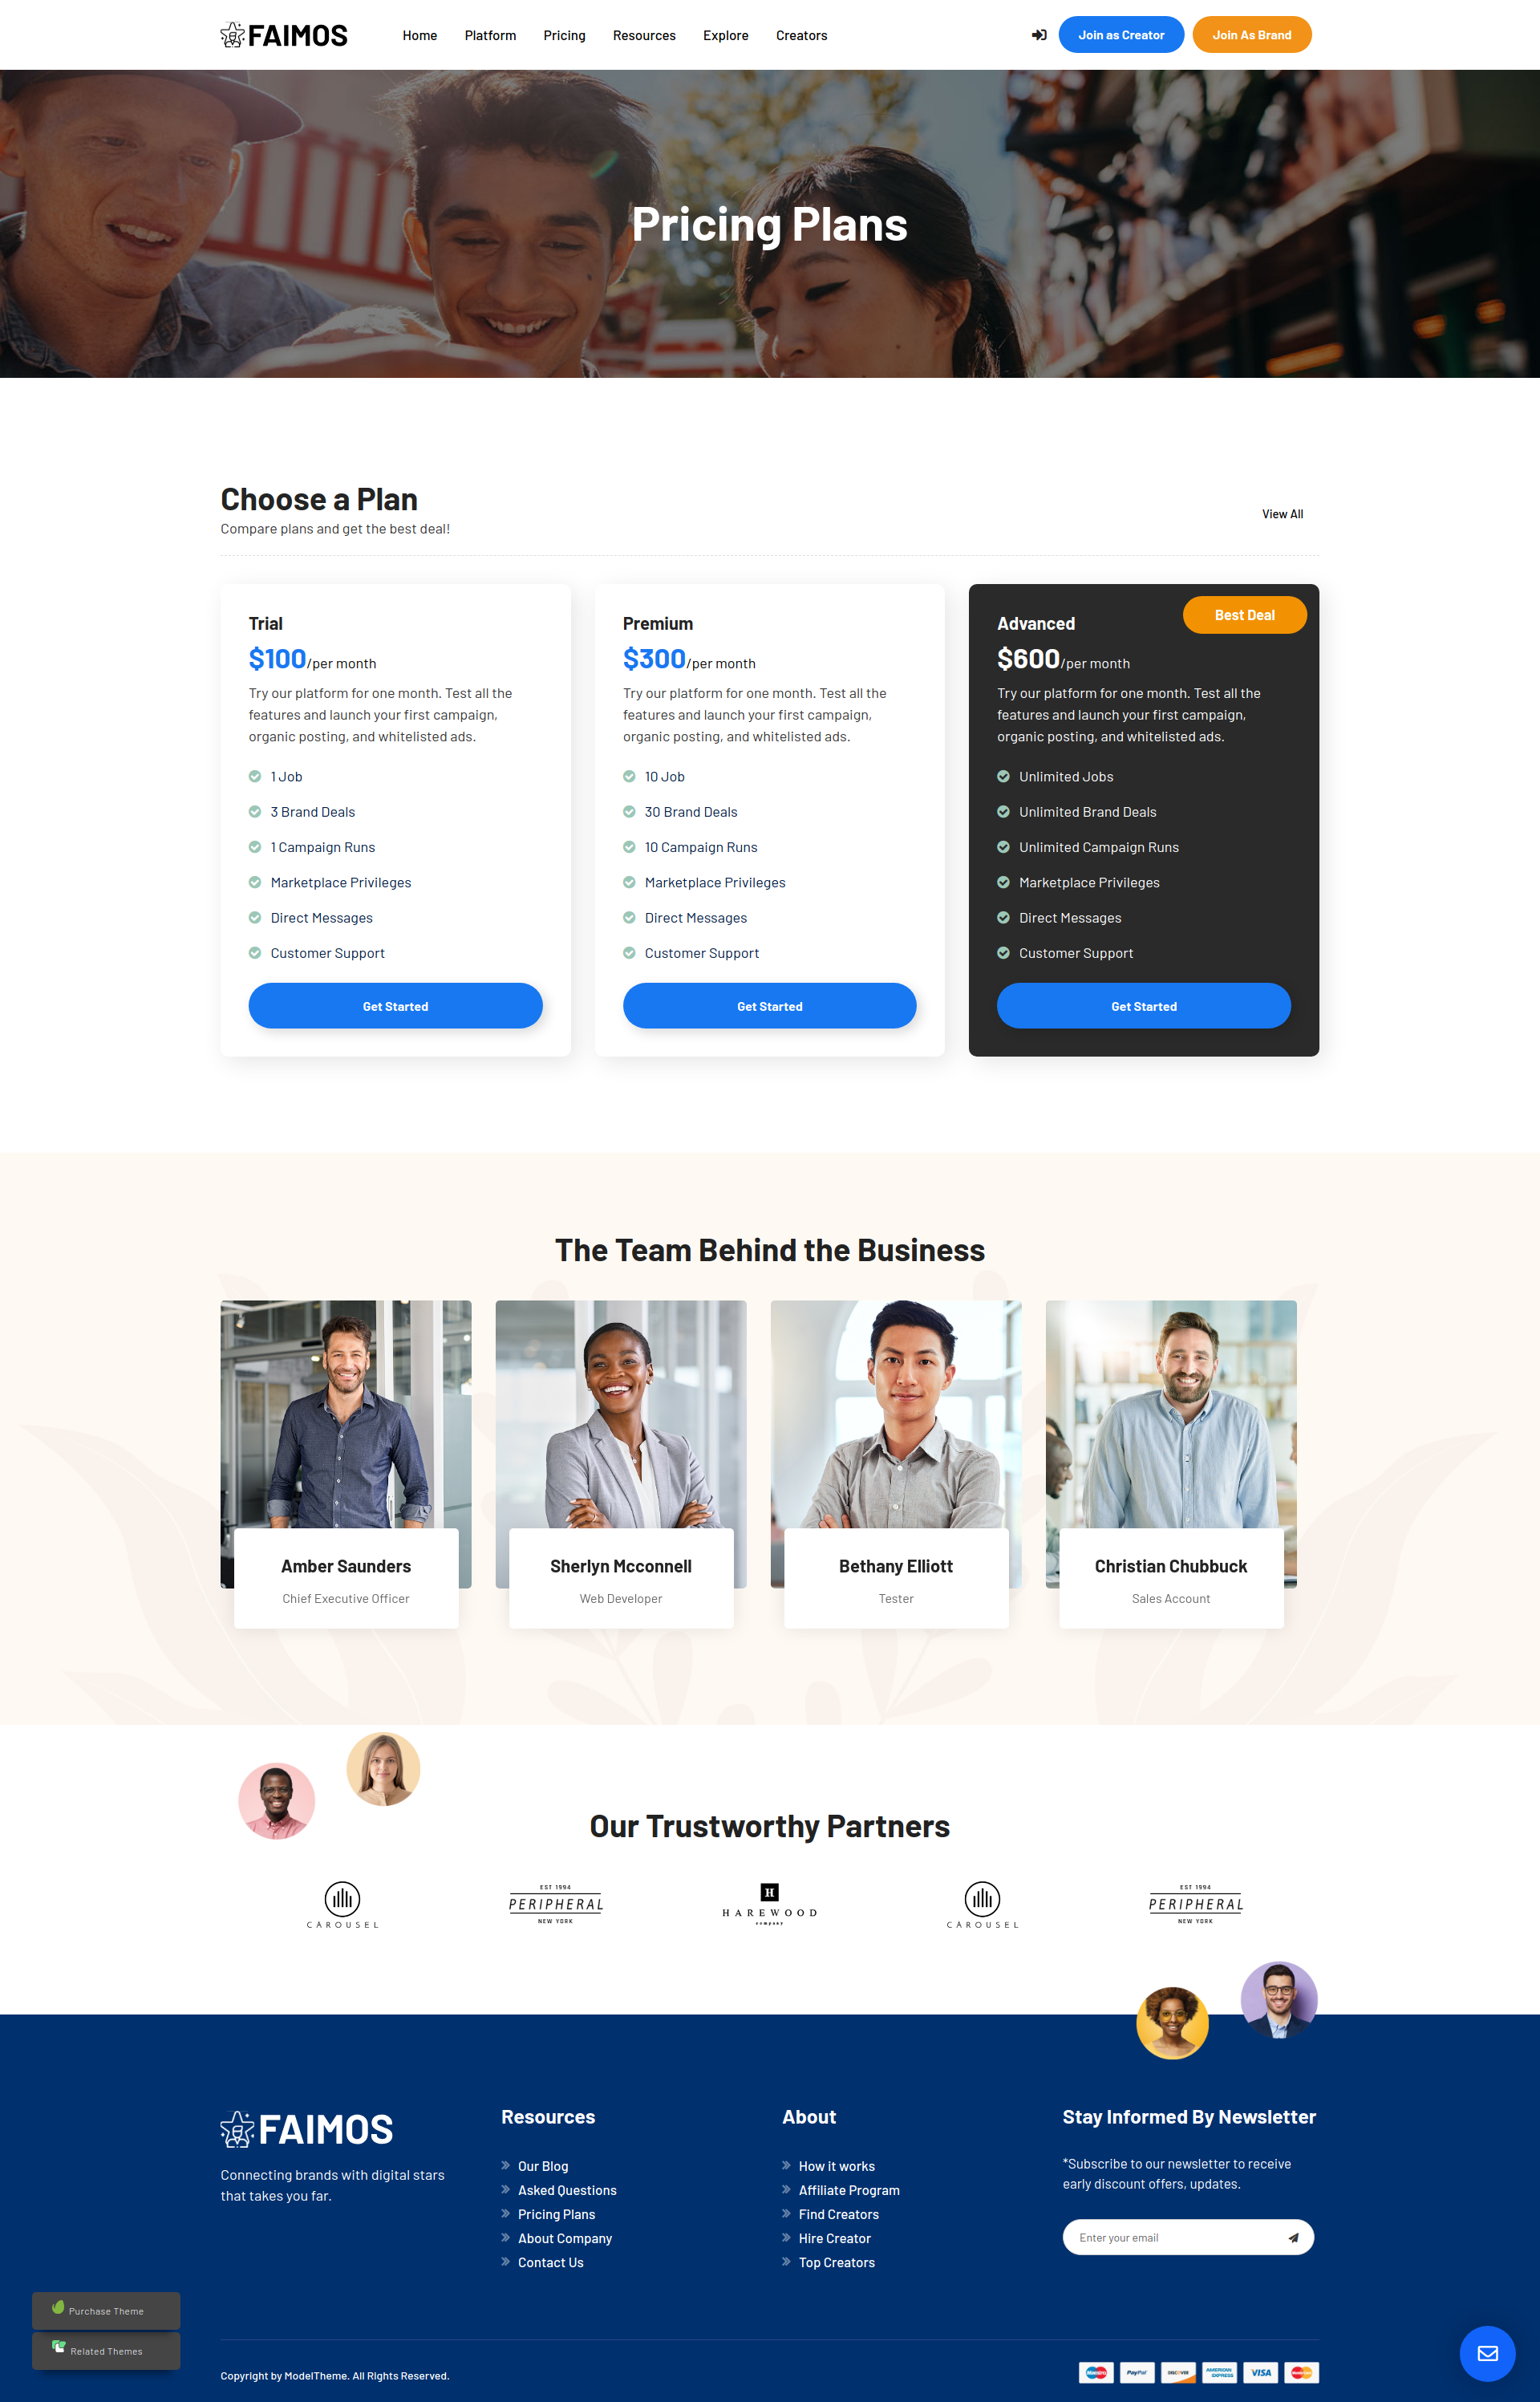 FAIMOS
Home Platform Pricing Resources Explore Creators
Join as Creator
Join As Brand
Pricing Plans
Choose a Plan
Compare plans and get the best deal!
View All
Trial
$100/per month
Try our platform for one month. Test all the
features and launch your first campaign,
organic posting, and whitelisted ads.
1 Job
3 Brand Deals
1 Campaign Runs
Marketplace Privileges
Direct Messages
Customer Support
Get Started
Premium
$300/per month
Try our platform for one month. Test all the
features and launch your first campaign,
organic posting, and whitelisted ads.
10 Job
30 Brand Deals
10 Campaign Runs
Marketplace Privileges
Direct Messages
Customer Support
Get Started
Best Deal
Advanced
$600/per month
Try our platform for one month. Test all the
features and launch your first campaign,
organic posting, and whitelisted ads.
Unlimited Jobs
Unlimited Brand Deals
Unlimited Campaign Runs
Marketplace Privileges
Direct Messages
Customer Support
Get Started
The Team Behind the Business
Amber Saunders
Chief Executive Officer
Sherlyn Mcconnell
Web Developer
Bethany Elliott
Tester
Christian Chubbuck
Sales Account
Our Trustworthy Partners
CAROUSEL
EST 1994
PERIPHERAL
NEW YORK
H
HAREWOOD
company
CAROUSEL
EST 1994
PERIPHERAL
NEW YORK
FAIMOS
Connecting brands with digital stars
that takes you far.
Resources
Our Blog
Asked Questions
Pricing Plans
About Company
Contact Us
About
How it works
Affiliate Program
Find Creators
Hire Creator
Top Creators
Stay Informed By Newsletter
*Subscribe to our newsletter to receive
early discount offers, updates.
Enter your email
Purchase Theme
Related Themes
Copyright by ModelTheme. All Rights Reserved.
PayPal
DISCOVER
AMERICAN
EXPRESS
VISA